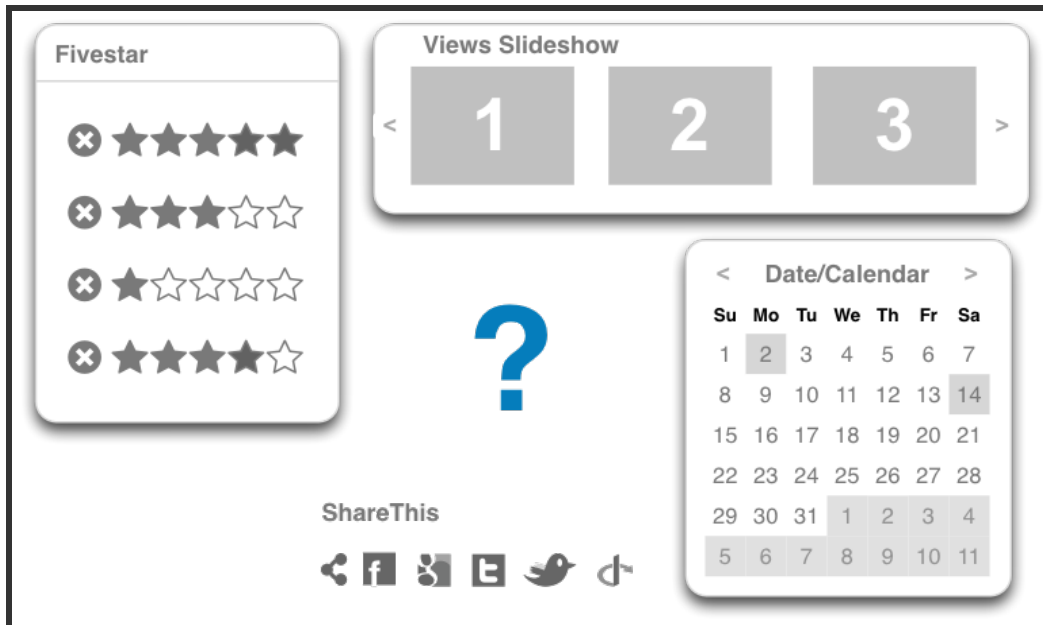 Fivestar
Views Slideshow
< 1 2 3 >
< Date/Calendar >
Su Mo Tu We Th Fr Sa
1 2 3 4 5 6 7
8 9 10 11 12 13 14
15 16 17 18 19 20 21
22 23 24 25 26 27 28
29 30 31 1 2 3 4
5 6 7 8 9 10 11
?
ShareThis